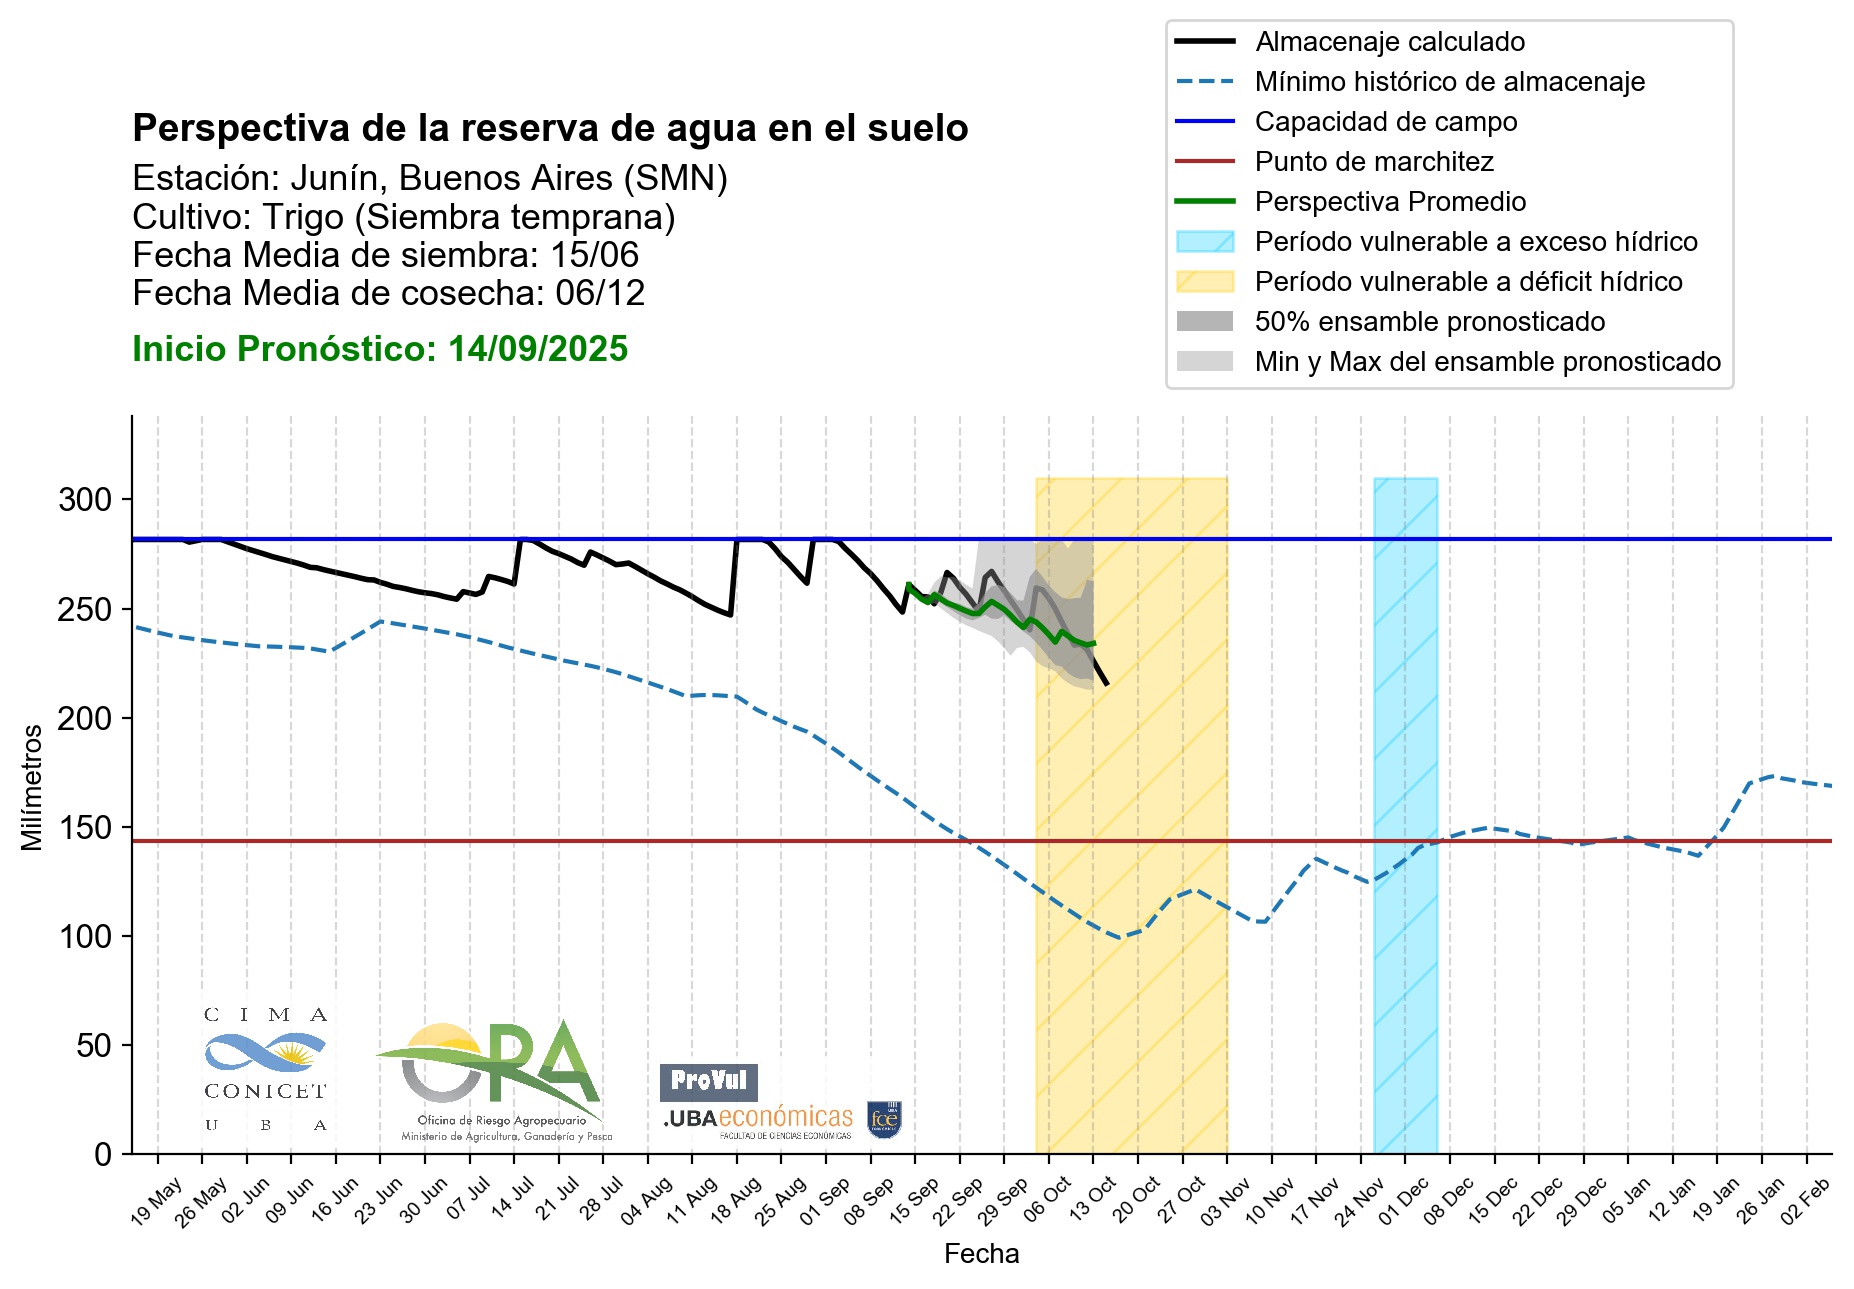 Almacenaje calculado
Mínimo histórico de almacenaje
Capacidad de campo
Punto de marchitez
Perspectiva Promedio
Período vulnerable a exceso hídrico
Período vulnerable a déficit hídrico
50% ensamble pronosticado
Min y Max del ensamble pronosticado
Perspectiva de la reserva de agua en el suelo
Estación: Junín, Buenos Aires (SMN)
Cultivo: Trigo (Siembra temprana)
Fecha Media de siembra: 15/06
Fecha Media de cosecha: 06/12
Inicio Pronóstico: 14/09/2025
Milímetros
300
250
200
150
100
50
0
CIMA
CONICET
UBA
ORA
Oficina de Riesgo Agropecuario
Ministerio de Agricultura, Ganadería y Pesca
ProVul
.UBAeconómicas
FACULTAD DE CIENCIAS ECONÓMICAS
fce
19 May
26 May
02 Jun
09 Jun
16 Jun
23 Jun
30 Jun
07 Jul
14 Jul
21 Jul
28 Jul
04 Aug
11 Aug
18 Aug
25 Aug
01 Sep
08 Sep
15 Sep
22 Sep
29 Sep
06 Oct
13 Oct
20 Oct
27 Oct
03 Nov
10 Nov
17 Nov
24 Nov
01 Dec
08 Dec
15 Dec
22 Dec
29 Dec
05 Jan
12 Jan
19 Jan
26 Jan
02 Feb
Fecha